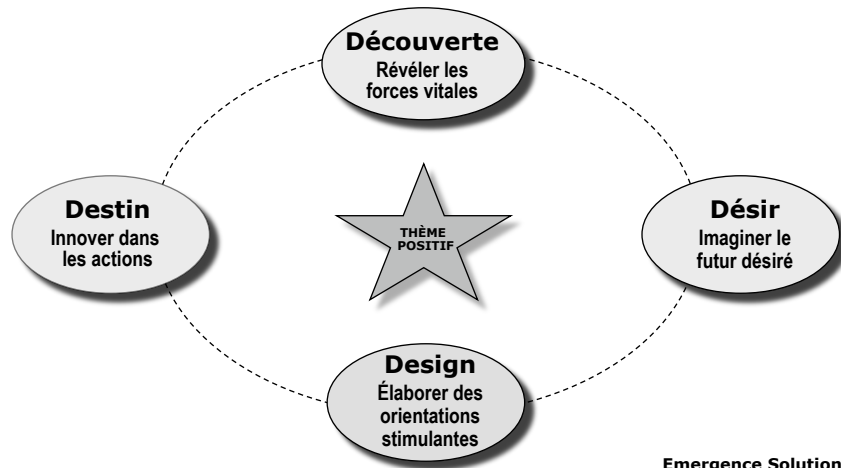 Découverte
Révéler les
forces vitales
Destin
Innover dans
les actions
THÈME
POSITIF
Désir
Imaginer le
futur désiré
Design
Élaborer des
orientations
stimulantes
Emergence Solution